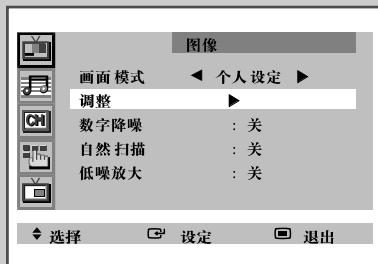 图像
画面模式 ◀ 个人设定 ▶
调整 ▶
CH
数字降噪 : 关
自然扫描 : 关
低噪放大 : 关
选择 设定 退出